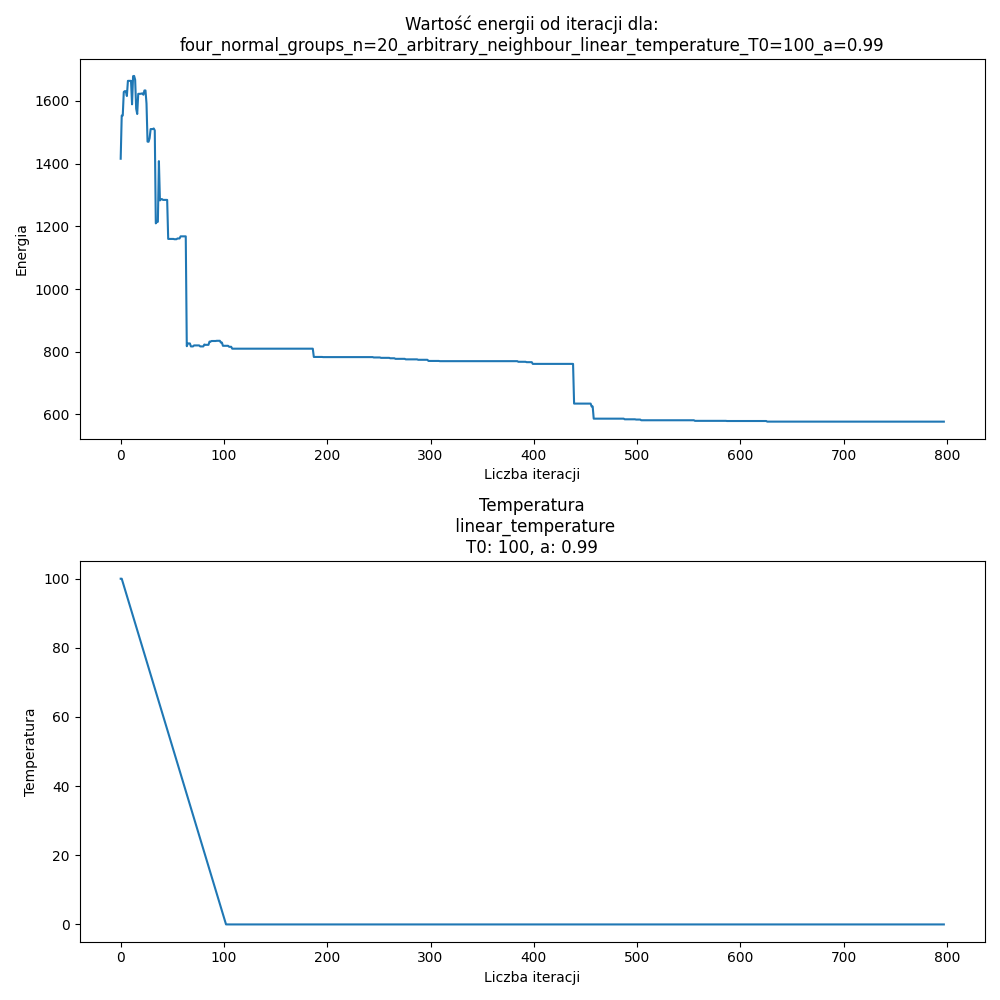 Wartość energii od iteracji dla:
four_normal_groups_n=20_arbitrary_neighbour_linear_temperature_T0=100_a=0.99
1600
1400
1200
1000
800
600
Energia
0 100 200 300 400 500 600 700 800
Liczba iteracji
Temperatura
linear_temperature
T0: 100, a: 0.99
100
80
60
40
20
0
Temperatura
0 100 200 300 400 500 600 700 800
Liczba iteracji